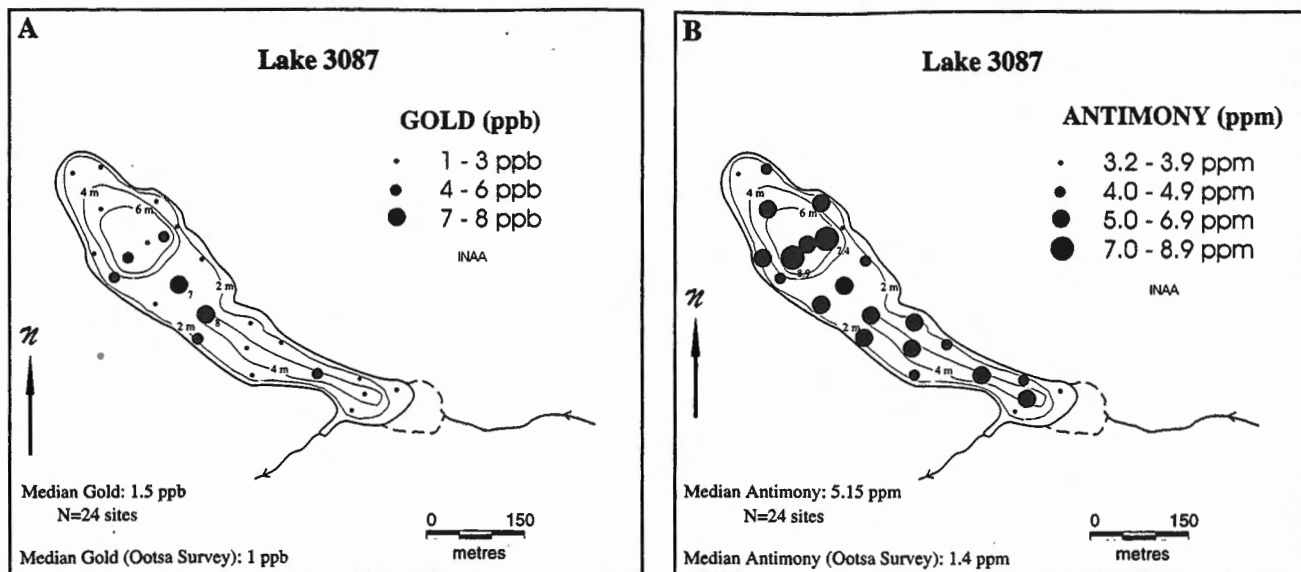 A
Lake 3087
GOLD (ppb)
1 - 3 ppb
4 - 6 ppb
7 - 8 ppb
INAA
4 m
6 m
2 m
7
8
2 m
4 m
N
Median Gold: 1.5 ppb
N=24 sites
0 150
metres
Median Gold (Ootsa Survey): 1 ppb
B
Lake 3087
ANTIMONY (ppm)
3.2 - 3.9 ppm
4.0 - 4.9 ppm
5.0 - 6.9 ppm
7.0 - 8.9 ppm
INAA
4 m
6 m
7.4
8.9
2 m
2 m
4 m
N
Median Antimony: 5.15 ppm
N=24 sites
0 150
metres
Median Antimony (Ootsa Survey): 1.4 ppm